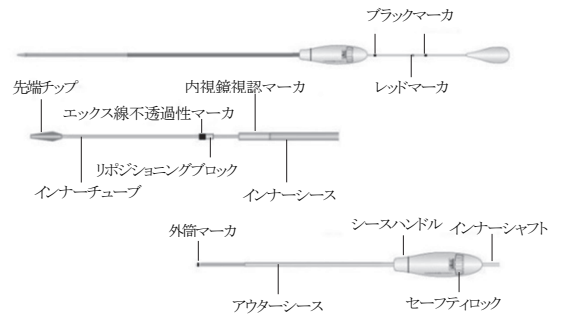 ブラックマーカ
レッドマーカ
先端チップ
内視鏡視認マーカ
エックス線不透過性マーカ
リポジショニングブロック
インナーチューブ
インナーシース
外筒マーカ
シースハンドル
インナーシャフト
アウターシース
セーフティロック